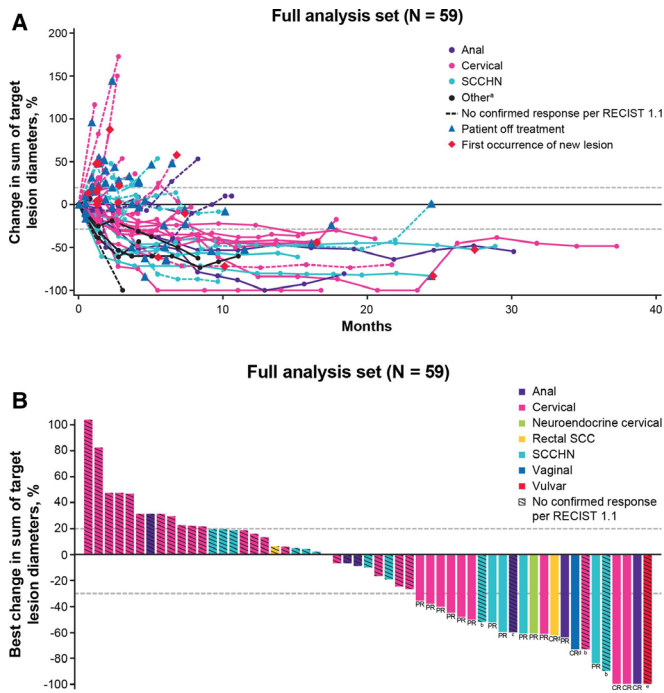 A
Full analysis set (N = 59)
Change in sum of target
lesion diameters, %
200
150
100
50
0
-50
-100
0
10
20
30
40
Months
Anal
Cervical
SCCHN
Otherᵃ
No confirmed response per RECIST 1.1
Patient off treatment
First occurrence of new lesion
B
Full analysis set (N = 59)
Best change in sum of target
lesion diameters, %
100
80
60
40
20
0
-20
-40
-60
-80
-100
Anal
Cervical
Neuroendocrine cervical
Rectal SCC
SCCHN
Vaginal
Vulvar
No confirmed response
per RECIST 1.1
PR
PR
PR
PR
PR
PR
b
PR
PR
c
PR
PR
PR
CRᵈ
PR
CRᵈ
b
PR
b
CR
CR
CR
e